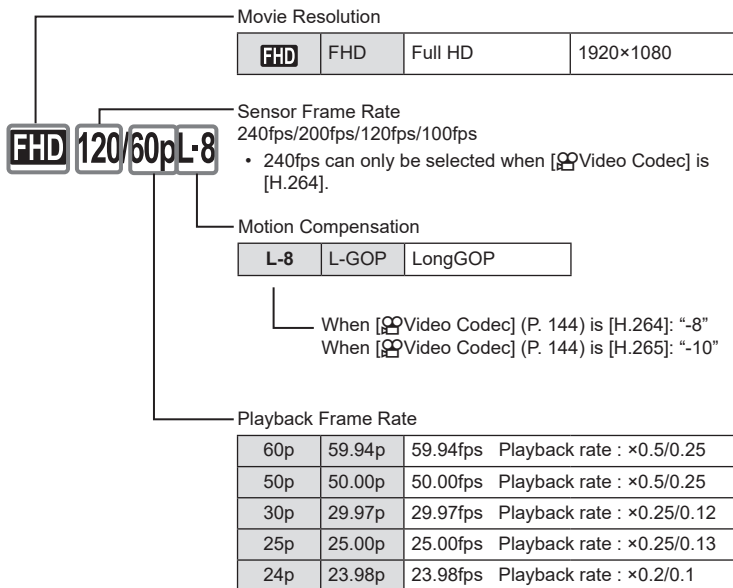 Movie Resolution
FHD FHD Full HD 1920×1080
Sensor Frame Rate
240fps/200fps/120fps/100fps
FHD 120/60pL-8
• 240fps can only be selected when [Video Codec] is
[H.264].
Motion Compensation
L-8 L-GOP LongGOP
When [Video Codec] (P. 144) is [H.264]: “-8”
When [Video Codec] (P. 144) is [H.265]: “-10”
Playback Frame Rate
60p 59.94p 59.94fps Playback rate : ×0.5/0.25
50p 50.00p 50.00fps Playback rate : ×0.5/0.25
30p 29.97p 29.97fps Playback rate : ×0.25/0.12
25p 25.00p 25.00fps Playback rate : ×0.25/0.13
24p 23.98p 23.98fps Playback rate : ×0.2/0.1